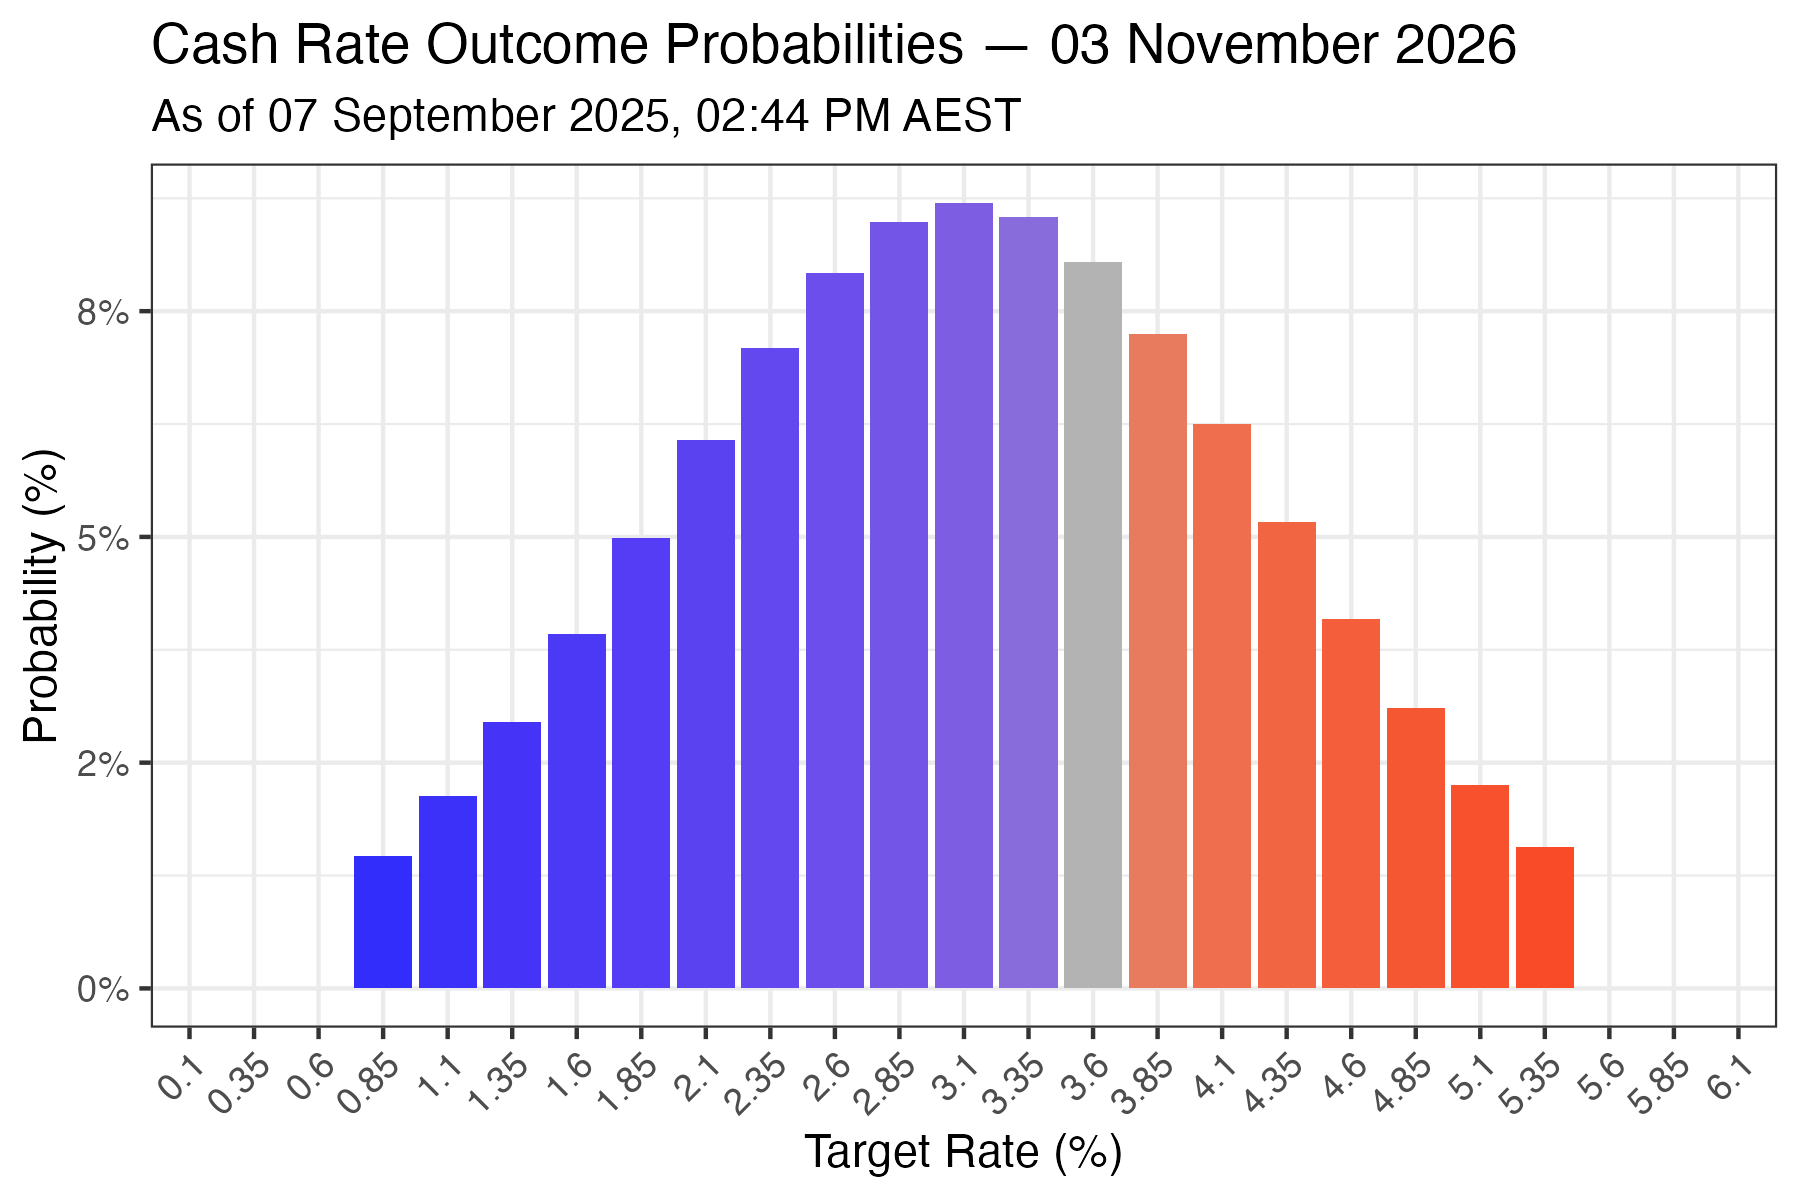 Cash Rate Outcome Probabilities — 03 November 2026
As of 07 September 2025, 02:44 PM AEST
Probability (%)
8%
5%
2%
0%
0.1 0.35 0.6 0.85 1.1 1.35 1.6 1.85 2.1 2.35 2.6 2.85 3.1 3.35 3.6 3.85 4.1 4.35 4.6 4.85 5.1 5.35 5.6 5.85 6.1
Target Rate (%)